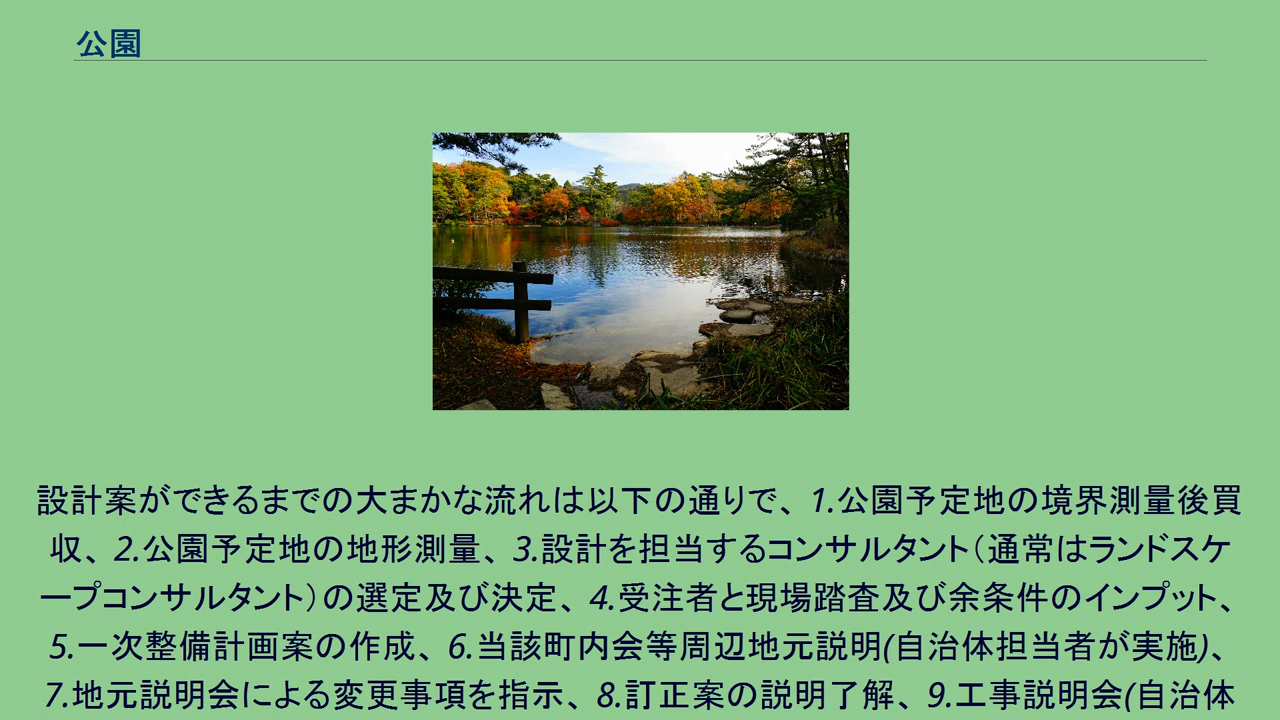 公園
設計案ができるまでの大まかな流れは以下の通りで、1.公園予定地の境界測量後買
収、2.公園予定地の地形測量、3.設計を担当するコンサルタント（通常はランドスケ
ープコンサルタント）の選定及び決定、4.受注者と現場踏査及び余条件のインプット、
5.一次整備計画案の作成、6.当該町内会等周辺地元説明(自治体担当者が実施)、
7.地元説明会による変更事項を指示、8.訂正案の説明了解、9.工事説明会(自治体